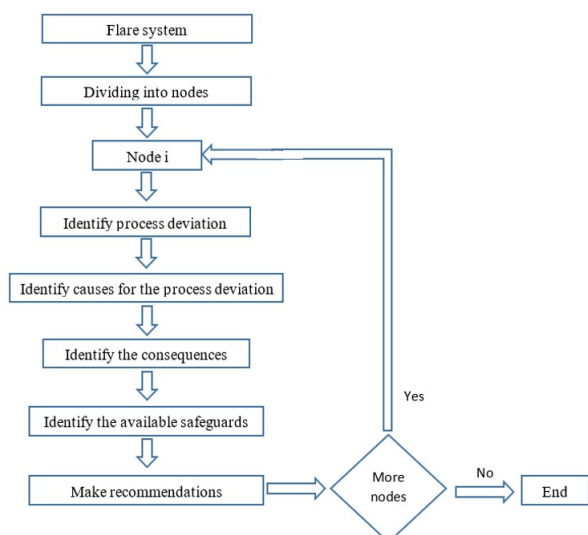 Flare system
Dividing into nodes
Node i
Identify process deviation
Identify causes for the process deviation
Identify the consequences
Yes
Identify the available safeguards
Make recommendations
More
nodes
No
End